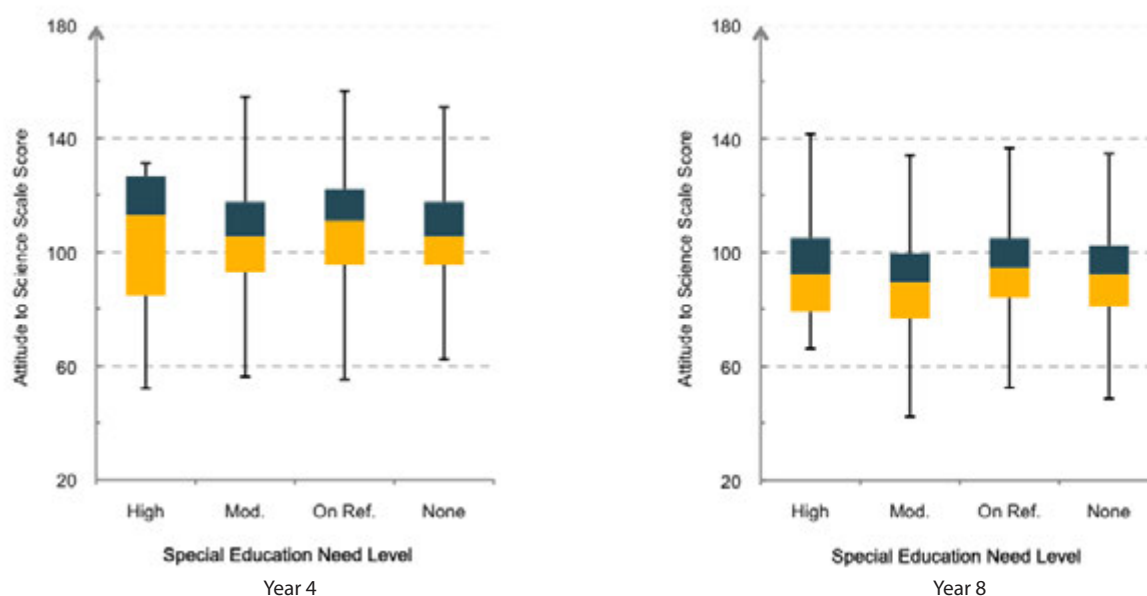 180
140
100
60
20
Attitude to Science Scale Score
High Mod. On Ref. None
Special Education Need Level
Year 4
180
140
100
60
20
Attitude to Science Scale Score
High Mod. On Ref. None
Special Education Need Level
Year 8